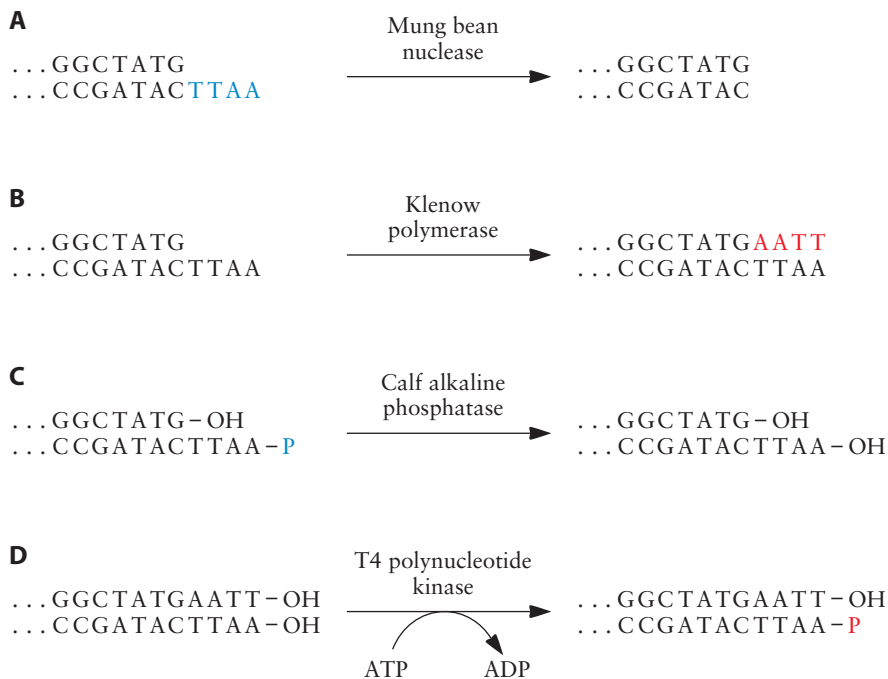 A
Mung bean
nuclease
...GGCTATG
...CCGATACTTAA
...GGCTATG
...CCGATAC
B
Klenow
polymerase
...GGCTATG
...CCGATACTTAA
...GGCTATGAATT
...CCGATACTTAA
C
Calf alkaline
phosphatase
...GGCTATG–OH
...CCGATACTTAA–P
...GGCTATG–OH
...CCGATACTTAA–OH
D
T4 polynucleotide
kinase
...GGCTATGAATT–OH
...CCGATACTTAA–OH
ATP ADP
...GGCTATGAATT–OH
...CCGATACTTAA–P